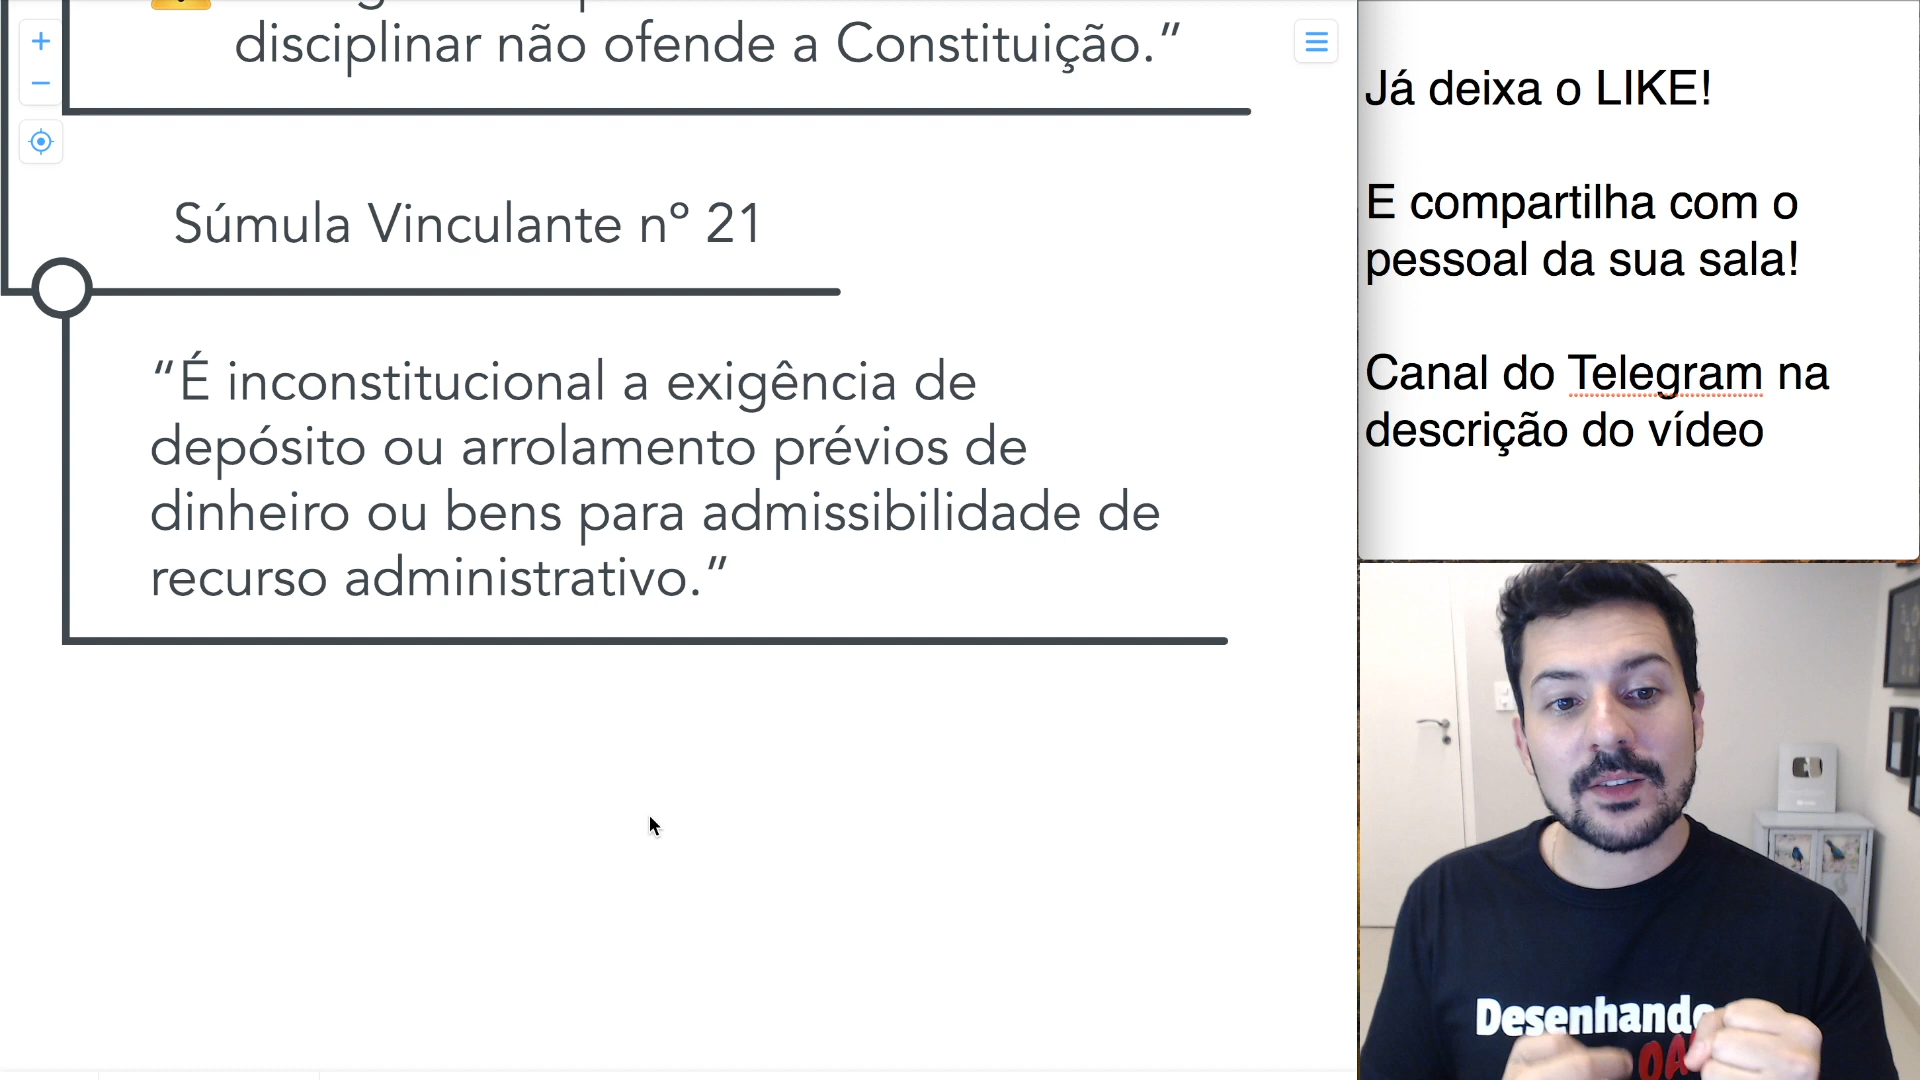 disciplinar não ofende a Constituição.”
Súmula Vinculante nº 21
“É inconstitucional a exigência de
depósito ou arrolamento prévios de
dinheiro ou bens para admissibilidade de
recurso administrativo.”
Já deixa o LIKE!
E compartilha com o
pessoal da sua sala!
Canal do Telegram na
descrição do vídeo
Desenhando